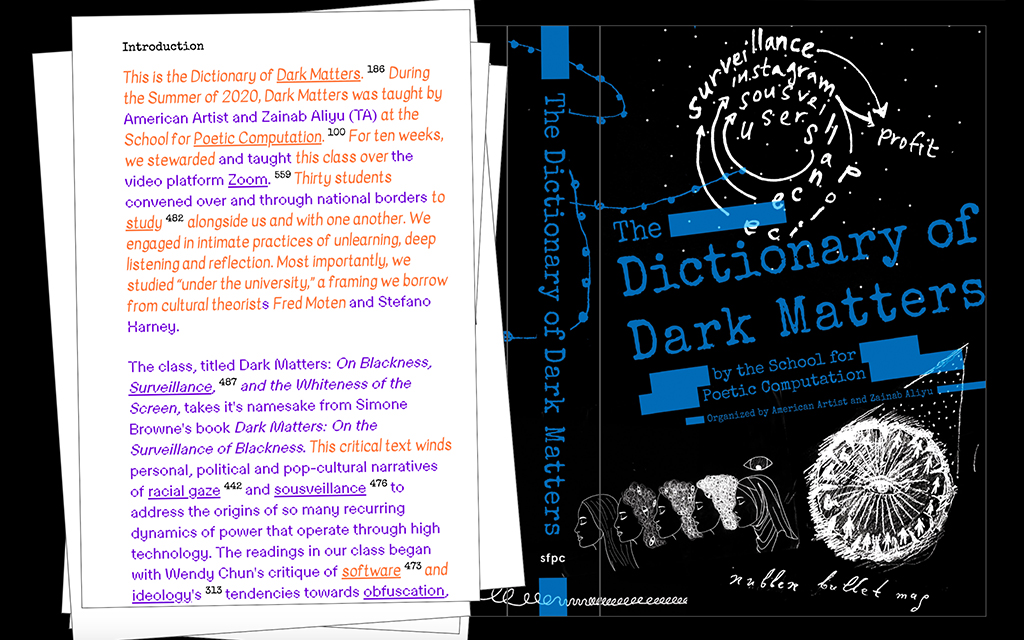 Introduction
This is the Dictionary of Dark Matters. 186 During
the Summer of 2020, Dark Matters was taught by
American Artist and Zainab Aliyu (TA) at the
School for Poetic Computation. 100 For ten weeks,
we stewarded and taught this class over the
video platform Zoom. 559 Thirty students
convened over and through national borders to
study 482 alongside us and with one another. We
engaged in intimate practices of unlearning, deep
listening and reflection. Most importantly, we
studied “under the university,” a framing we borrow
from cultural theorists Fred Moten and Stefano
Harney.
The class, titled Dark Matters: On Blackness,
Surveillance, 487 and the Whiteness of the
Screen, takes it's namesake from Simone
Browne's book Dark Matters: On the
Surveillance of Blackness. This critical text winds
personal, political and pop-cultural narratives
of racial gaze 442 and sousveillance 476 to
address the origins of so many recurring
dynamics of power that operate through high
technology. The readings in our class began
with Wendy Chun's critique of software 473 and
ideology's 313 tendencies towards obfuscation,
The Dictionary of Dark Matters
sfpc
surveillance
instagram
users
profit
The
Dictionary of
Dark Matters
by the School for
Poetic Computation
Organized by American Artist and Zainab Aliyu
bullet